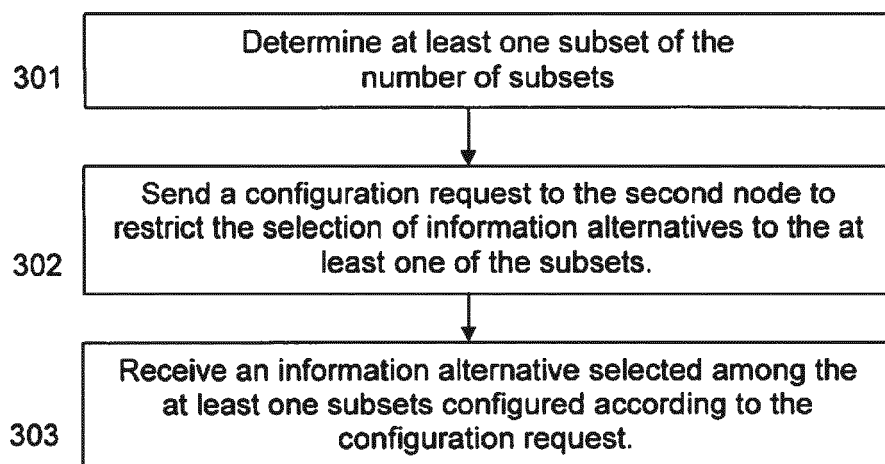 301
Determine at least one subset of the
number of subsets
302
Send a configuration request to the second node to
restrict the selection of information alternatives to the at
least one of the subsets.
303
Receive an information alternative selected among the
at least one subsets configured according to the
configuration request.